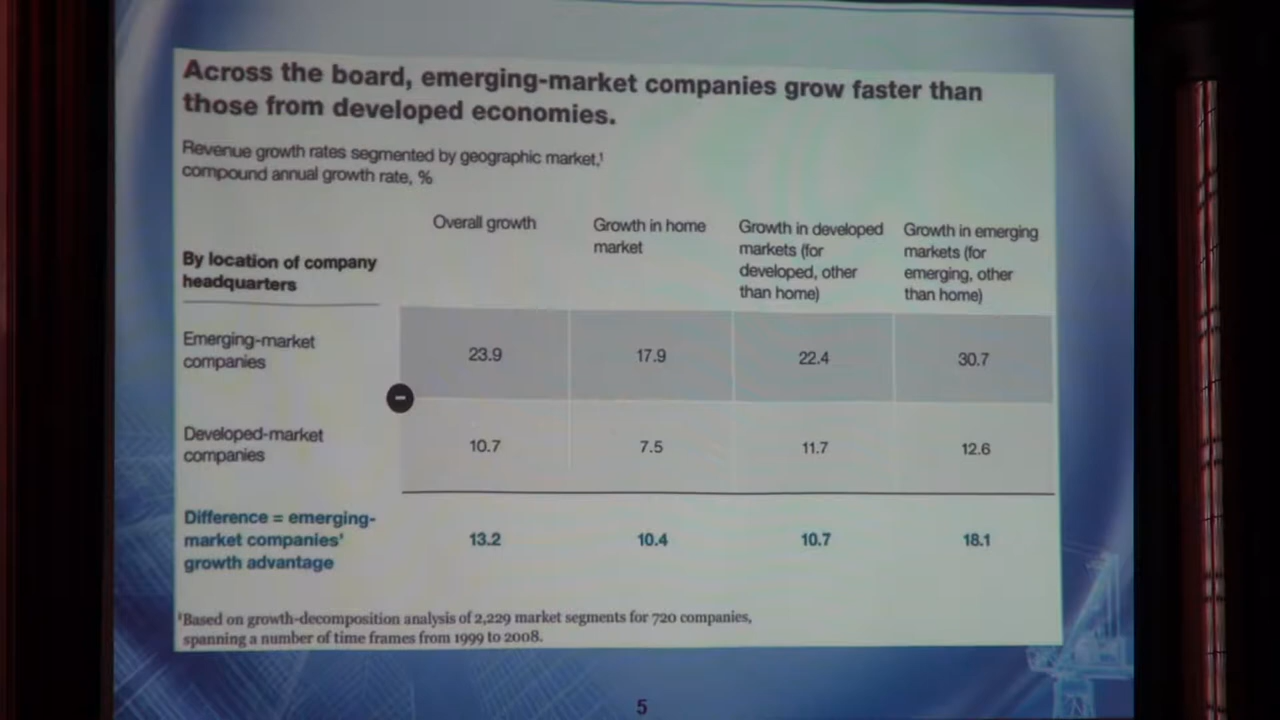 Across the board, emerging-market companies grow faster than
those from developed economies.
Revenue growth rates segmented by geographic market,¹
compound annual growth rate, %
By location of company
headquarters
Overall growth
Growth in home
market
Growth in developed
markets (for
developed, other
than home)
Growth in emerging
markets (for
emerging, other
than home)
Emerging-market
companies
23.9 17.9 22.4 30.7
–
Developed-market
companies
10.7 7.5 11.7 12.6
Difference = emerging-
market companies'
growth advantage
13.2 10.4 10.7 18.1
¹Based on growth-decomposition analysis of 2,229 market segments for 720 companies,
spanning a number of time frames from 1999 to 2008.
5